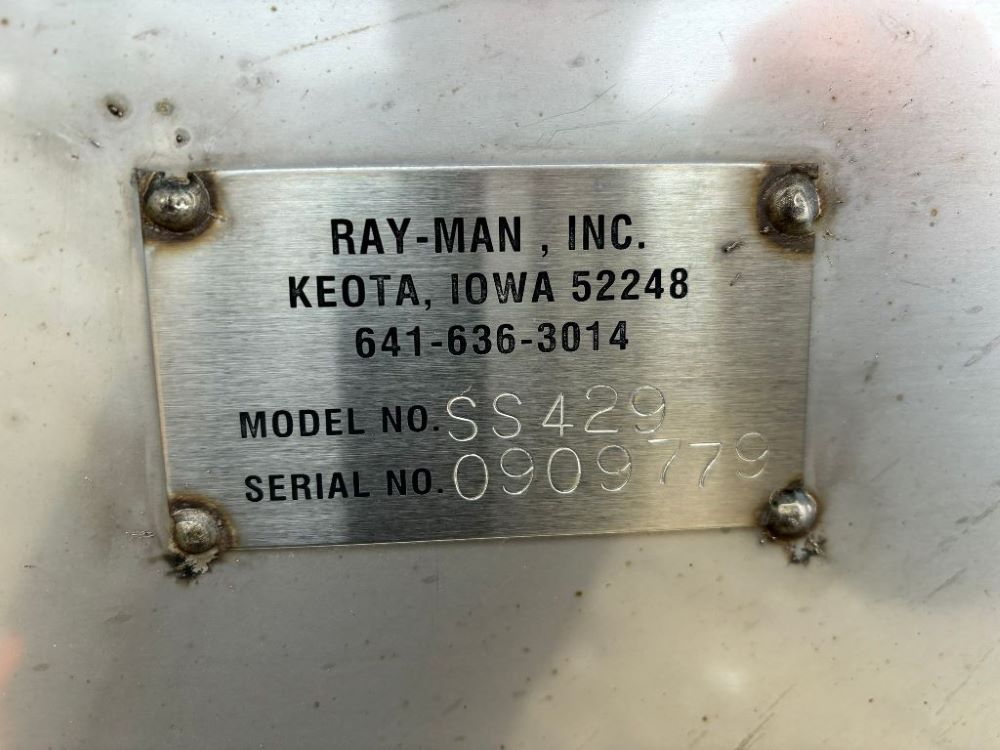 RAY-MAN , INC.
KEOTA, IOWA 52248
641-636-3014
MODEL NO. SS429
SERIAL NO. 0909779